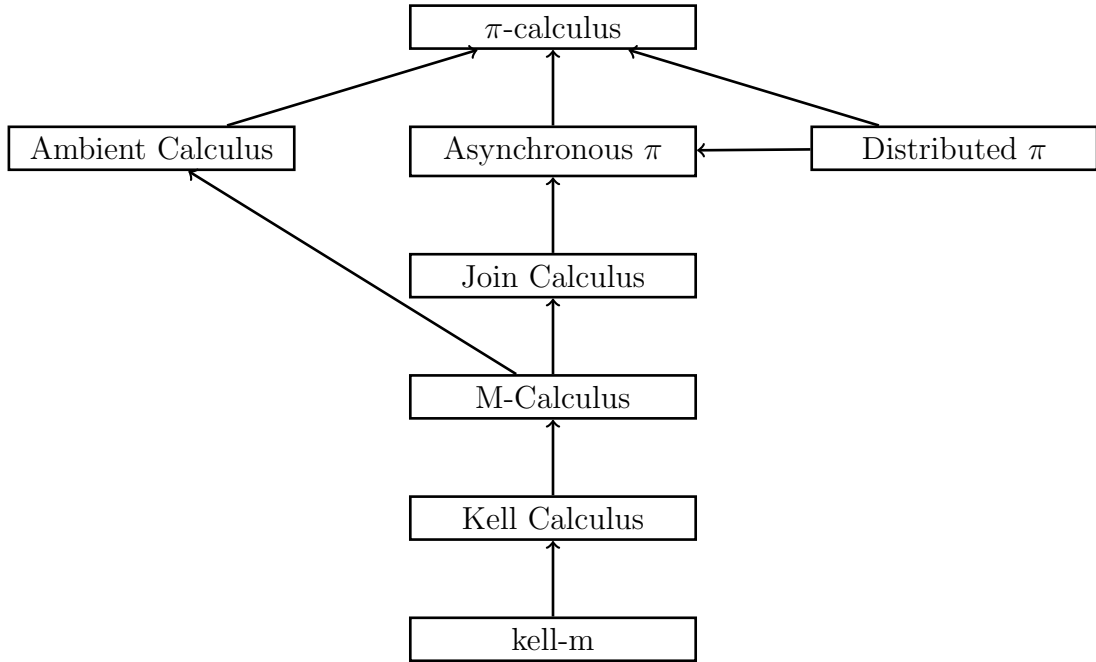 π-calculus
Ambient Calculus
Asynchronous π
Distributed π
Join Calculus
M-Calculus
Kell Calculus
kell-m